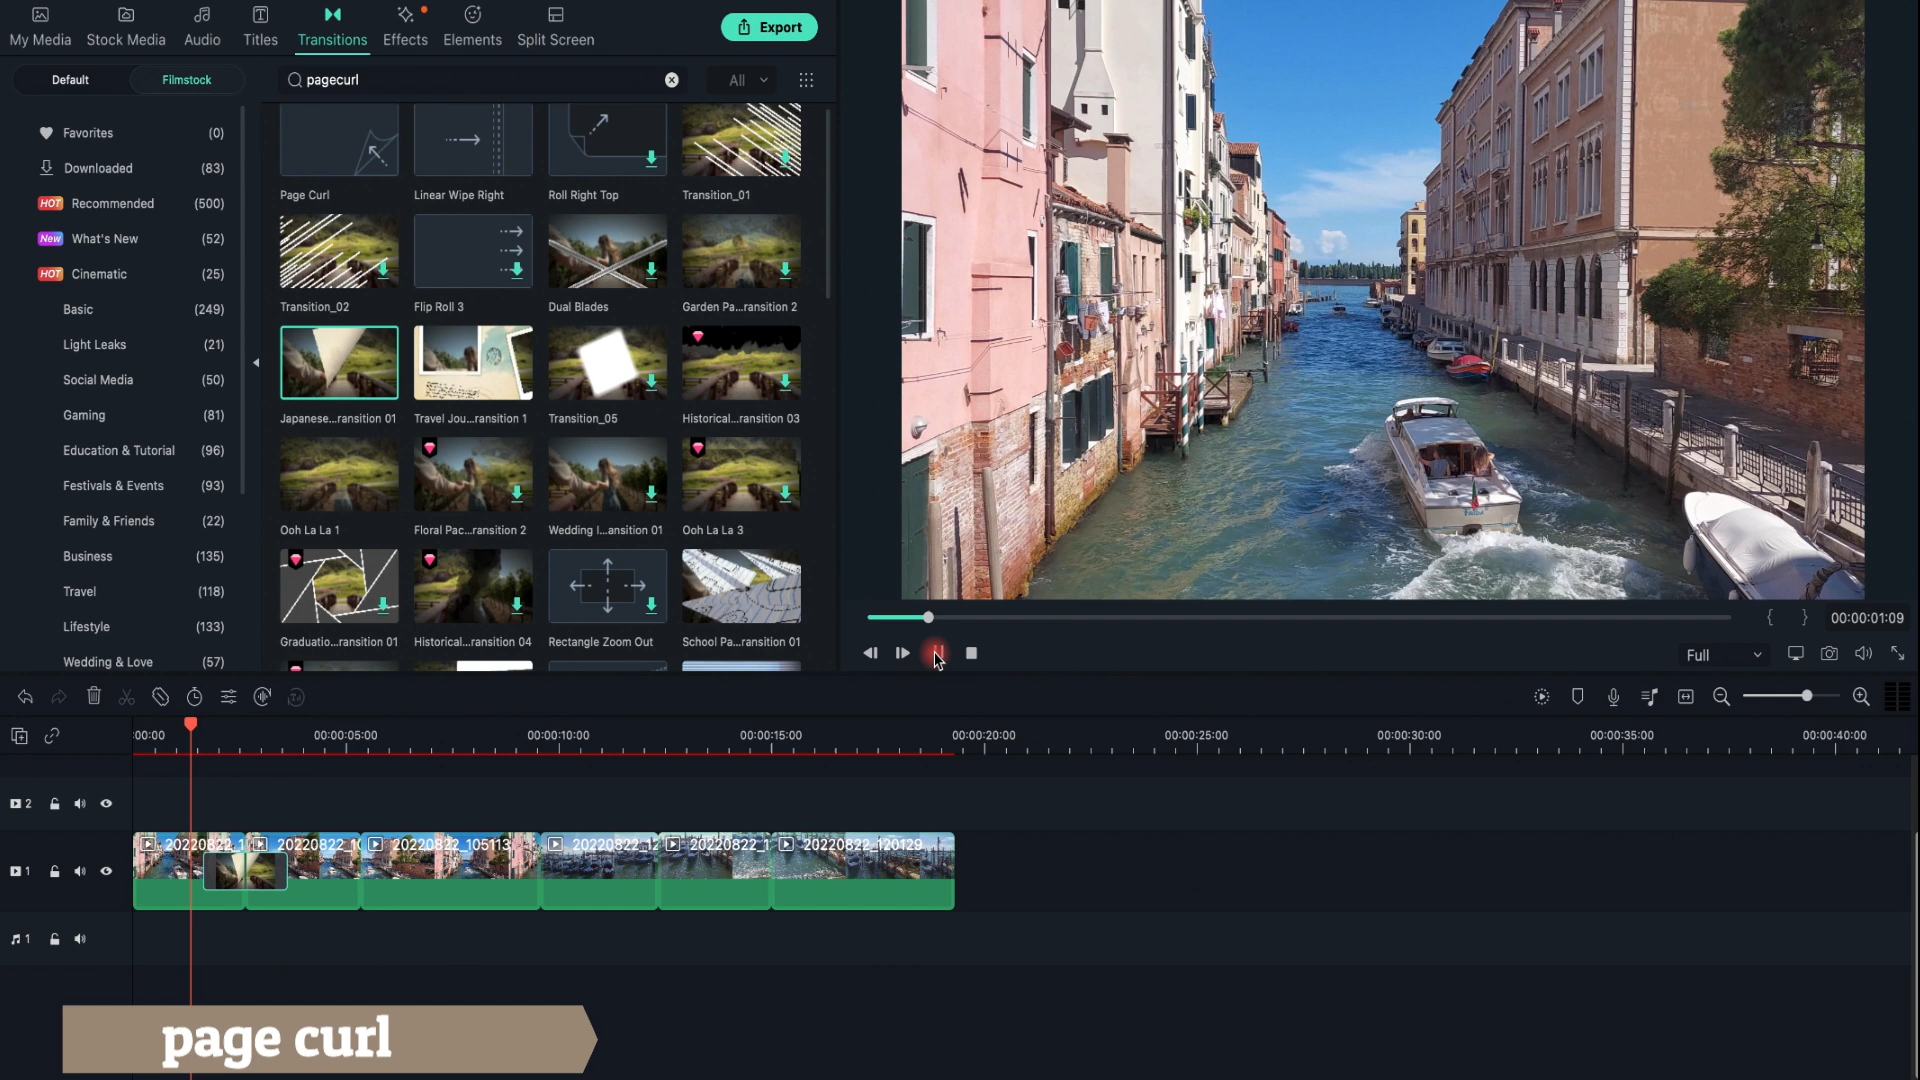 My Media
Stock Media
Audio
Titles
Transitions
Effects
Elements
Split Screen
Export
Default
Filmstock
pagecurl
All
Favorites (0)
Downloaded (83)
HOT Recommended (500)
New What's New (52)
HOT Cinematic (25)
Basic (249)
Light Leaks (21)
Social Media (50)
Gaming (81)
Education & Tutorial (96)
Festivals & Events (93)
Family & Friends (22)
Business (135)
Travel (118)
Lifestyle (133)
Wedding & Love (57)
Page Curl
Linear Wipe Right
Roll Right Top
Transition_01
Transition_02
Flip Roll 3
Dual Blades
Garden Pa...ransition 2
Japanese...ransition 01
Travel Jou...ransition 1
Transition_05
Historical...ransition 03
Ooh La La 1
Floral Pac...ransition 2
Wedding I...ansition 01
Ooh La La 3
Graduatio...ransition 01
Historical...ransition 04
Rectangle Zoom Out
School Pa...ransition 01
{ } 00:00:01:09
Full
:00:00
00:00:05:00
00:00:10:00
00:00:15:00
00:00:20:00
00:00:25:00
00:00:30:00
00:00:35:00
00:00:40:00
2
20220822_1
20220822_10
20220822_105113
20220822_12
20220822_1
20220822_120129
1
1
page curl